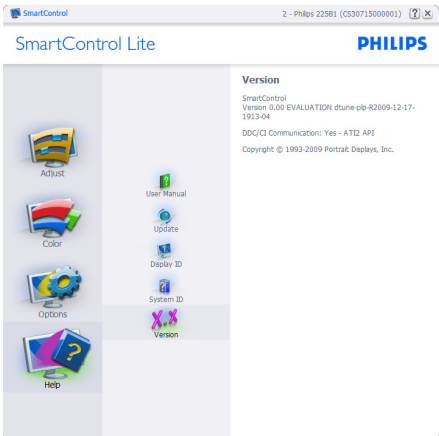 SmartControl
2 - Philips 225B1 (CS30715000001)
SmartControl Lite
PHILIPS
Adjust
Color
Options
Help
User Manual
Update
Display ID
System ID
Version
Version
SmartControl
Version 0.00 EVALUATION dtune-plp-R2009-12-17-
1913-04
DDC/CI Communication: Yes - ATI2 API
Copyright © 1993-2009 Portrait Displays, Inc.